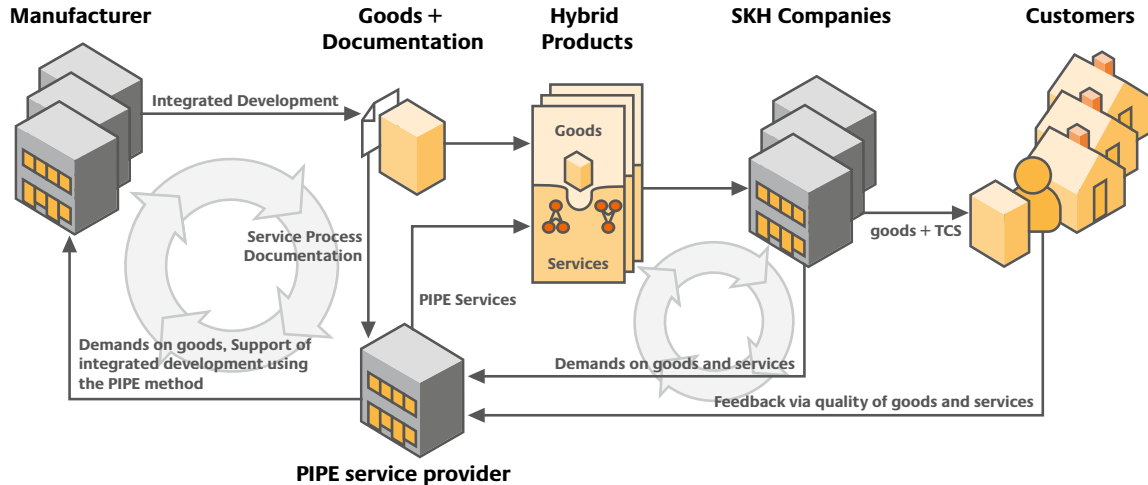 Manufacturer
Goods +
Documentation
Hybrid
Products
SKH Companies
Customers
Integrated Development
Goods
Service Process
Documentation
Services
goods + TCS
PIPE Services
Demands on goods, Support of
integrated development using
the PIPE method
Demands on goods and services
Feedback via quality of goods and services
PIPE service provider